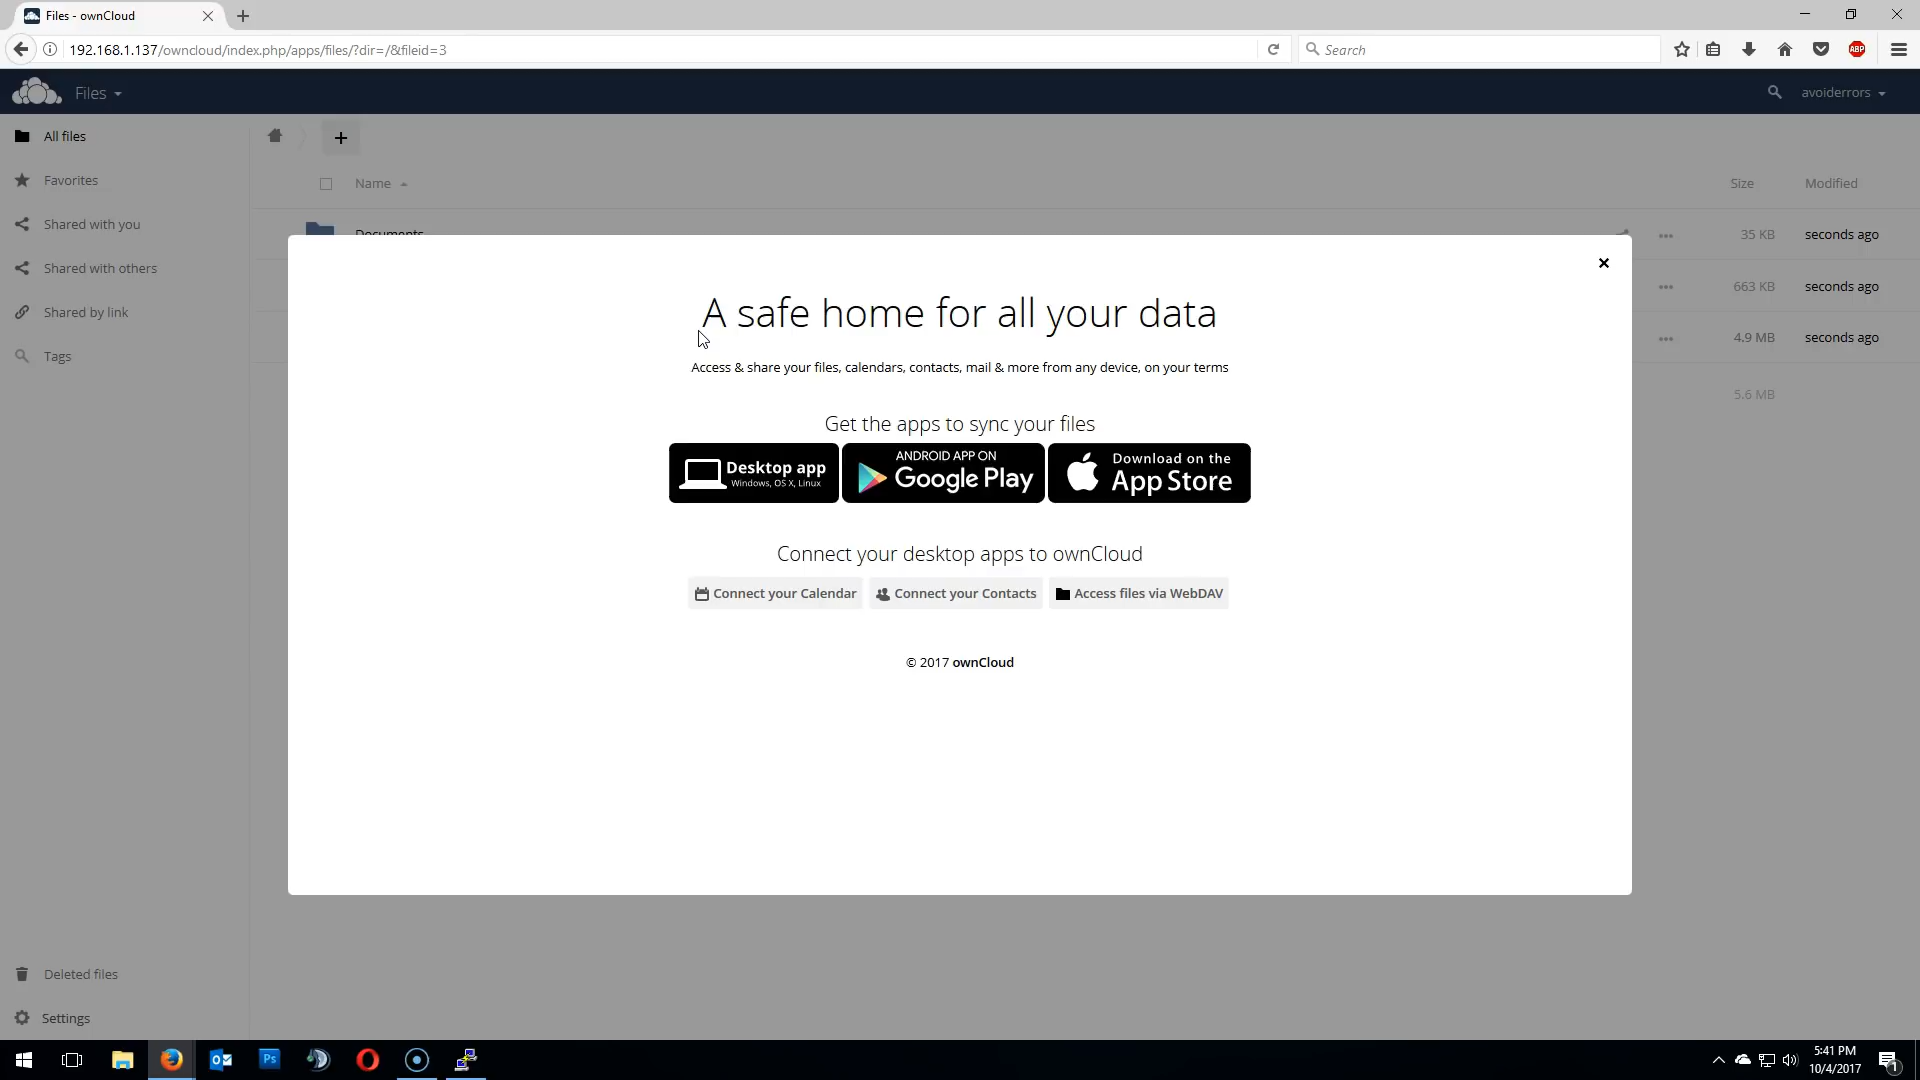 Files - ownCloud
192.168.1.137/owncloud/index.php/apps/files/?dir=/&fileid=3
Search
ABP
Files
avoiderrors
All files
Favorites
Shared with you
Shared with others
Shared by link
Tags
Deleted files
Settings
Name
Size
Modified
Documents
35 KB
seconds ago
663 KB
seconds ago
4.9 MB
seconds ago
5.6 MB
A safe home for all your data
Access & share your files, calendars, contacts, mail & more from any device, on your terms
Get the apps to sync your files
Desktop app
Windows, OS X, Linux
ANDROID APP ON
Google Play
Download on the
App Store
Connect your desktop apps to ownCloud
Connect your Calendar
Connect your Contacts
Access files via WebDAV
© 2017 ownCloud
Ps
5:41 PM
10/4/2017
1